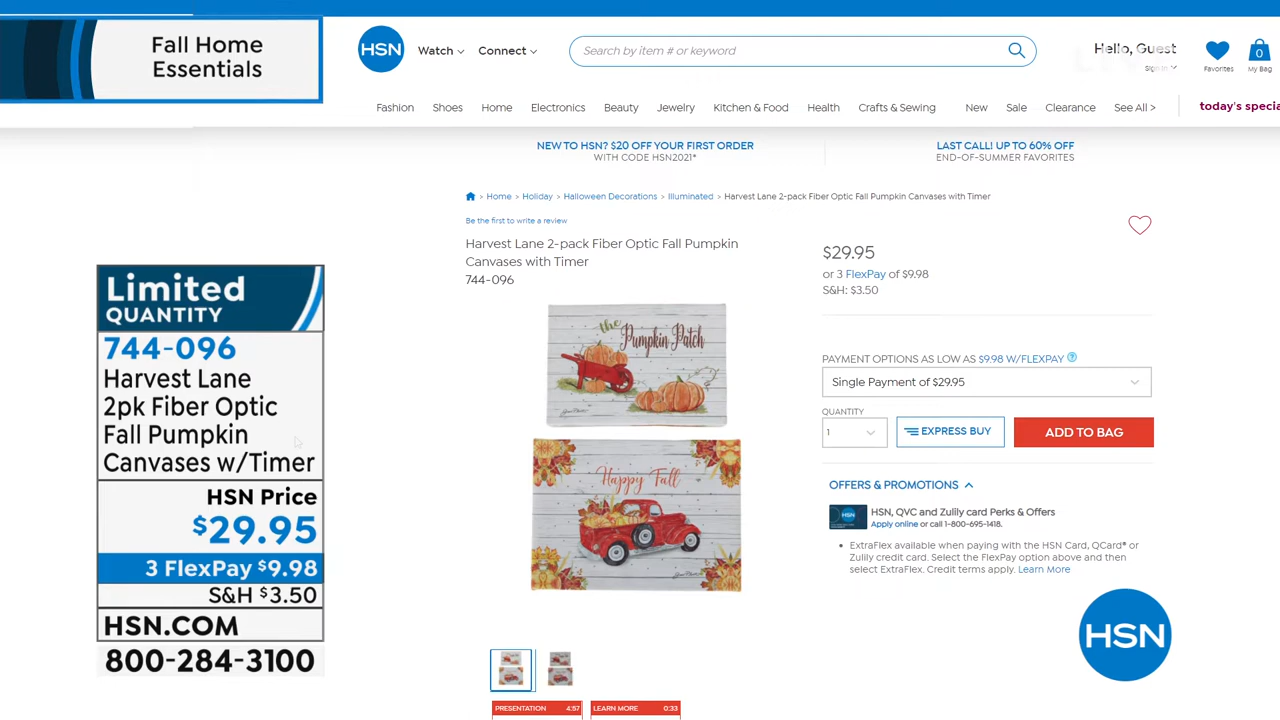 Fall Home
Essentials
HSN
Watch
Connect
Search by item # or keyword
Hello, Guest
Sign In
Favorites
0
My Bag
Fashion
Shoes
Home
Electronics
Beauty
Jewelry
Kitchen & Food
Health
Crafts & Sewing
New
Sale
Clearance
See All >
today's specia
NEW TO HSN? $20 OFF YOUR FIRST ORDER
WITH CODE HSN2021*
LAST CALL! UP TO 60% OFF
END-OF-SUMMER FAVORITES
> Home > Holiday > Halloween Decorations > Illuminated > Harvest Lane 2-pack Fiber Optic Fall Pumpkin Canvases with Timer
Be the first to write a review
Harvest Lane 2-pack Fiber Optic Fall Pumpkin
Canvases with Timer
744-096
$29.95
or 3 FlexPay of $9.98
S&H: $3.50
PAYMENT OPTIONS AS LOW AS $9.98 W/FLEXPAY ?
Single Payment of $29.95
QUANTITY
1
EXPRESS BUY
ADD TO BAG
OFFERS & PROMOTIONS
HSN
HSN, QVC and Zulily card Perks & Offers
Apply online or call 1-800-695-1418.
• ExtraFlex available when paying with the HSN Card, QCard® or
Zulily credit card. Select the FlexPay option above and then
select ExtraFlex. Credit terms apply. Learn More
the
Pumpkin Patch
Happy Fall
Limited
QUANTITY
744-096
Harvest Lane
2pk Fiber Optic
Fall Pumpkin
Canvases w/Timer
HSN Price
$29.95
3 FlexPay $9.98
S&H $3.50
HSN.COM
800-284-3100
HSN
PRESENTATION 4:57
LEARN MORE 0:33